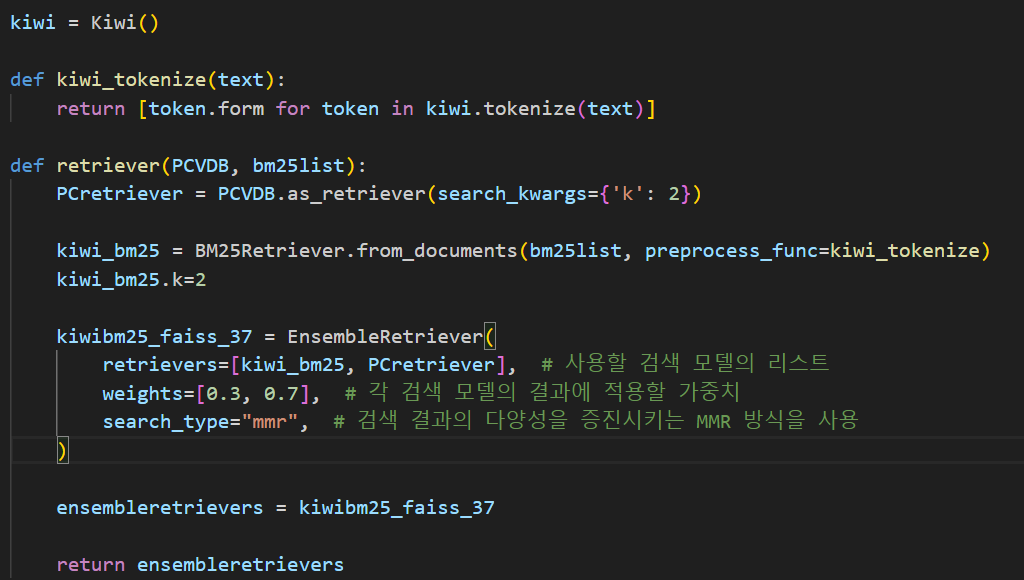 kiwi = Kiwi()
def kiwi_tokenize(text):
    return [token.form for token in kiwi.tokenize(text)]
def retriever(PCVDB, bm25list):
    PCretriever = PCVDB.as_retriever(search_kwargs={'k': 2})
    kiwi_bm25 = BM25Retriever.from_documents(bm25list, preprocess_func=kiwi_tokenize)
    kiwi_bm25.k=2
    kiwibm25_faiss_37 = EnsembleRetriever(
        retrievers=[kiwi_bm25, PCretriever],  # 사용할 검색 모델의 리스트
        weights=[0.3, 0.7],  # 각 검색 모델의 결과에 적용할 가중치
        search_type="mmr",  # 검색 결과의 다양성을 증진시키는 MMR 방식을 사용
    )
    ensembleretrievers = kiwibm25_faiss_37
    return ensembleretrievers